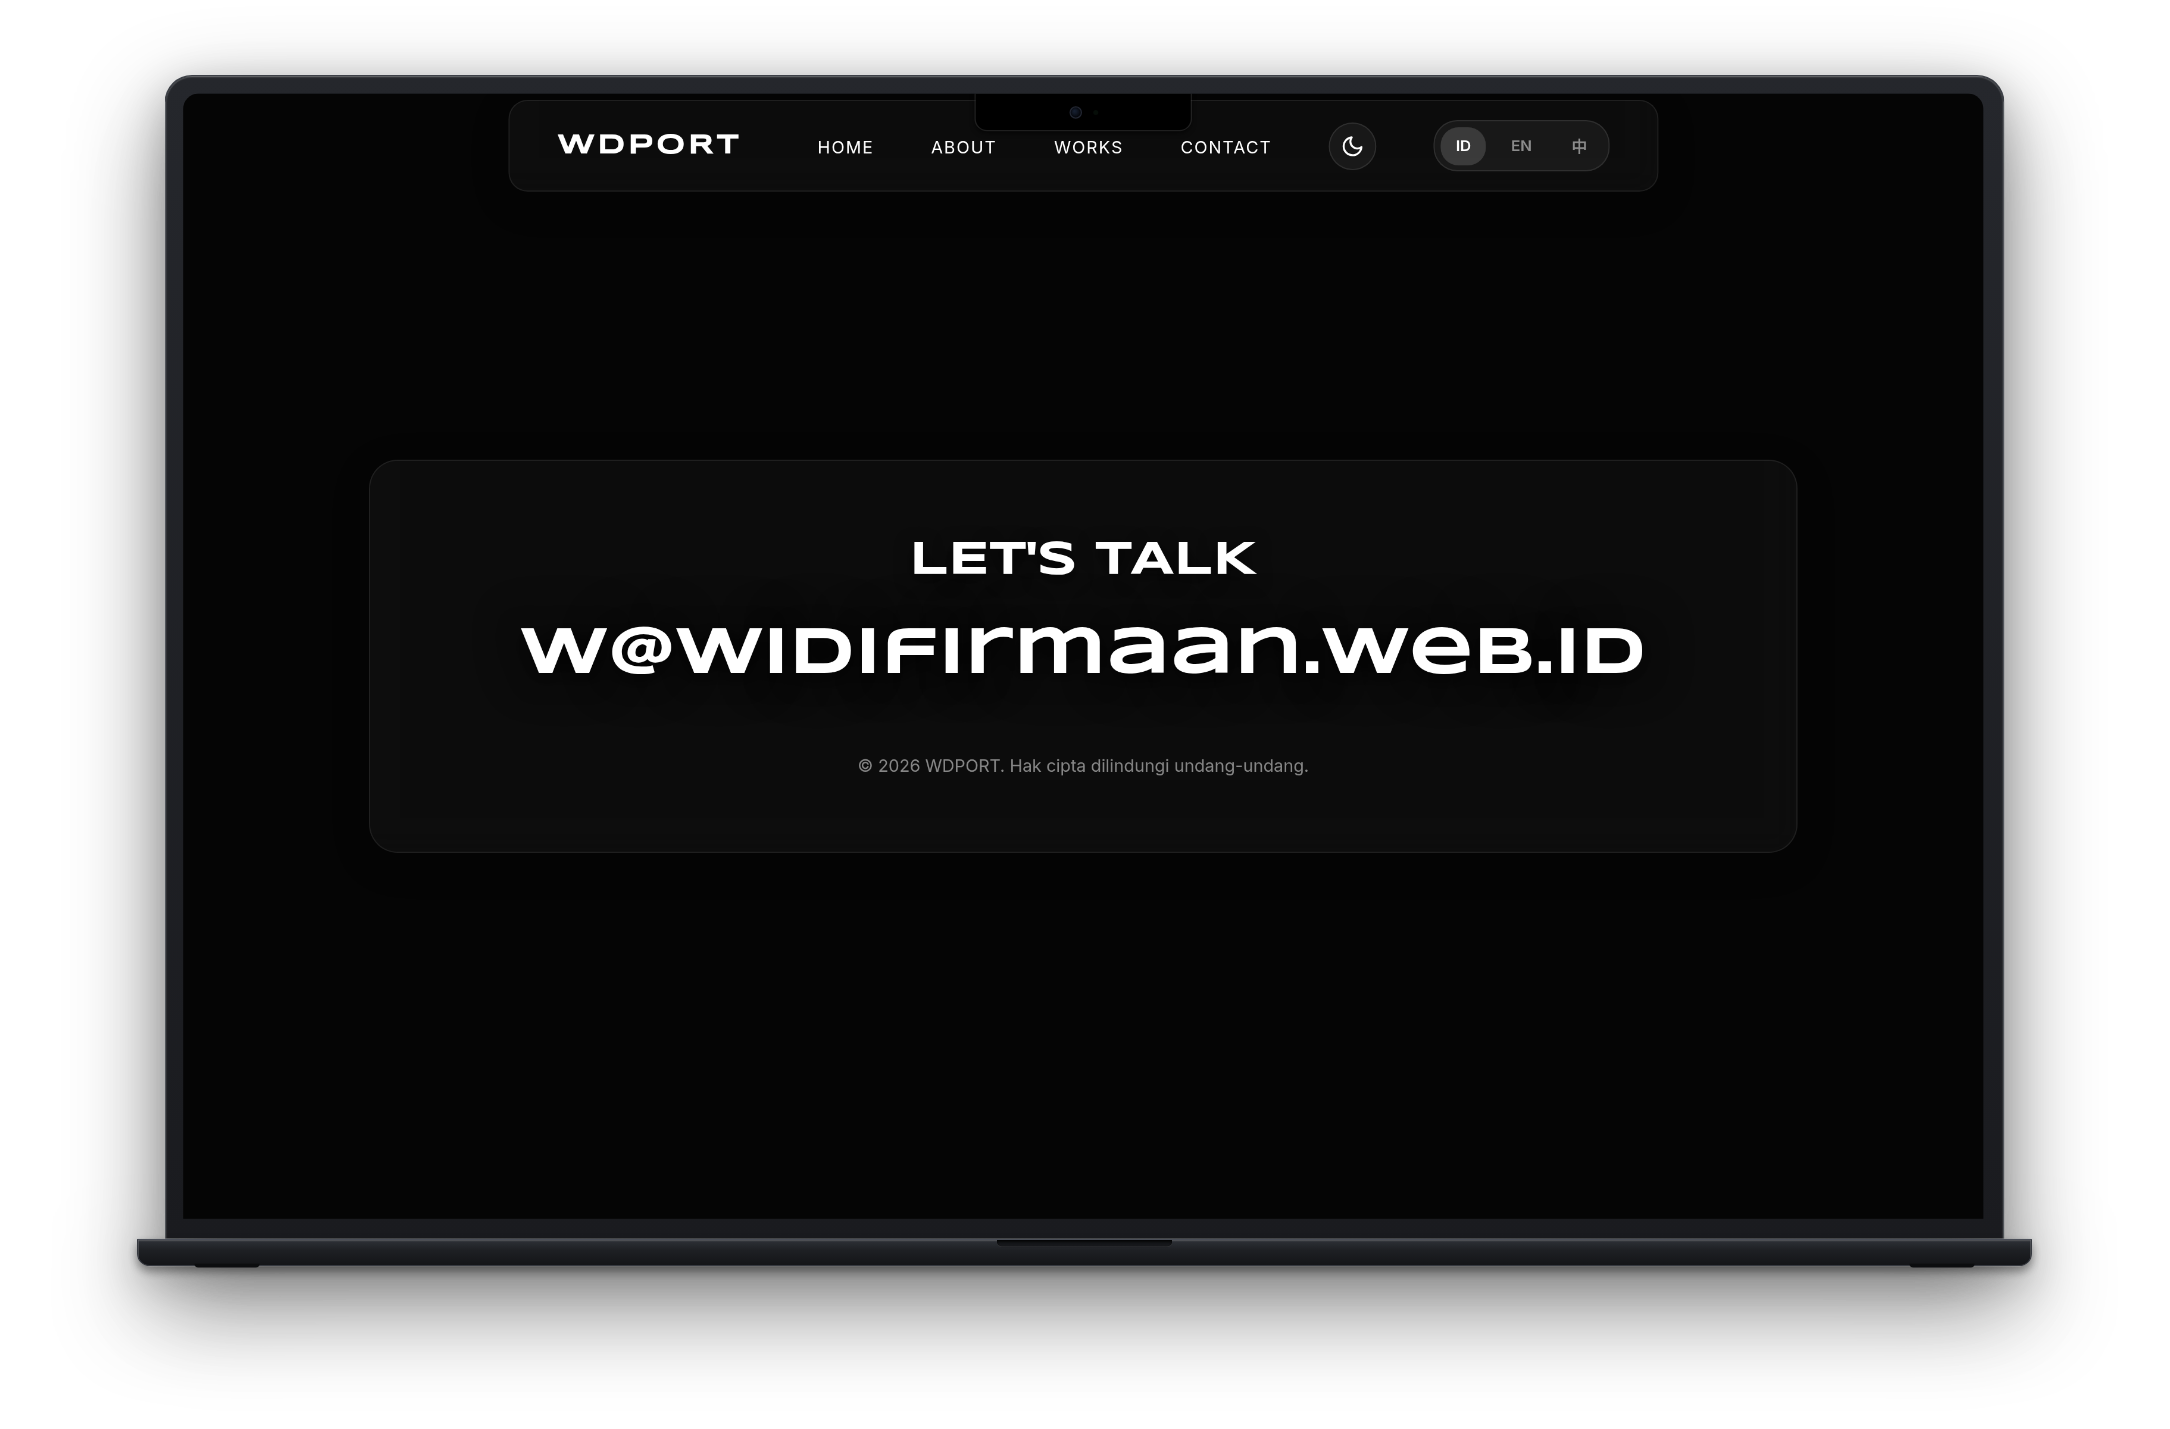 WDPORT
HOME ABOUT WORKS CONTACT ID EN 中
LET'S TALK
W@WIDIFIrmaan.WeB.ID
© 2026 WDPORT. Hak cipta dilindungi undang-undang.